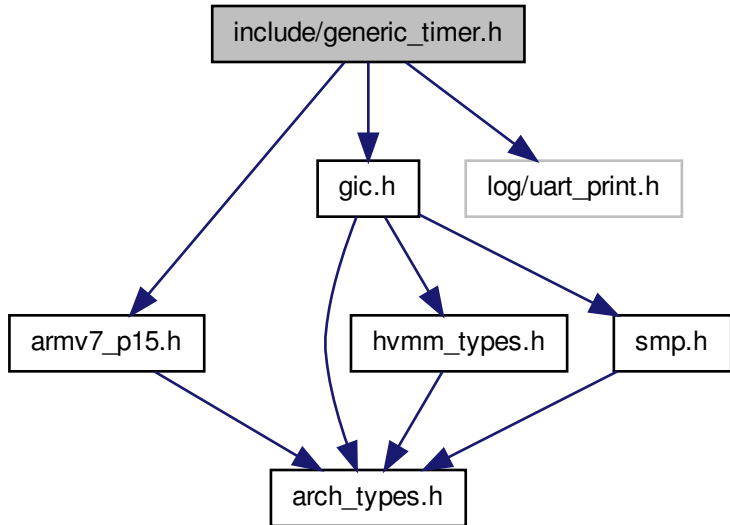 include/generic_timer.h
gic.h
log/uart_print.h
armv7_p15.h
hvmm_types.h
smp.h
arch_types.h